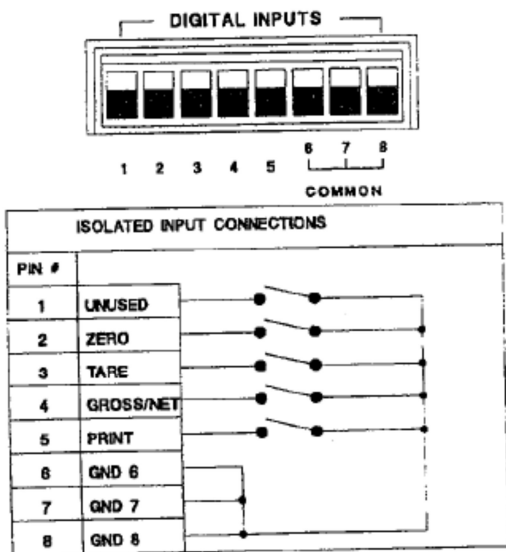 DIGITAL INPUTS
1 2 3 4 5 6 7 8
COMMON
ISOLATED INPUT CONNECTIONS
PIN #
1 UNUSED
2 ZERO
3 TARE
4 GROSS/NET
5 PRINT
6 GND 6
7 GND 7
8 GND 8